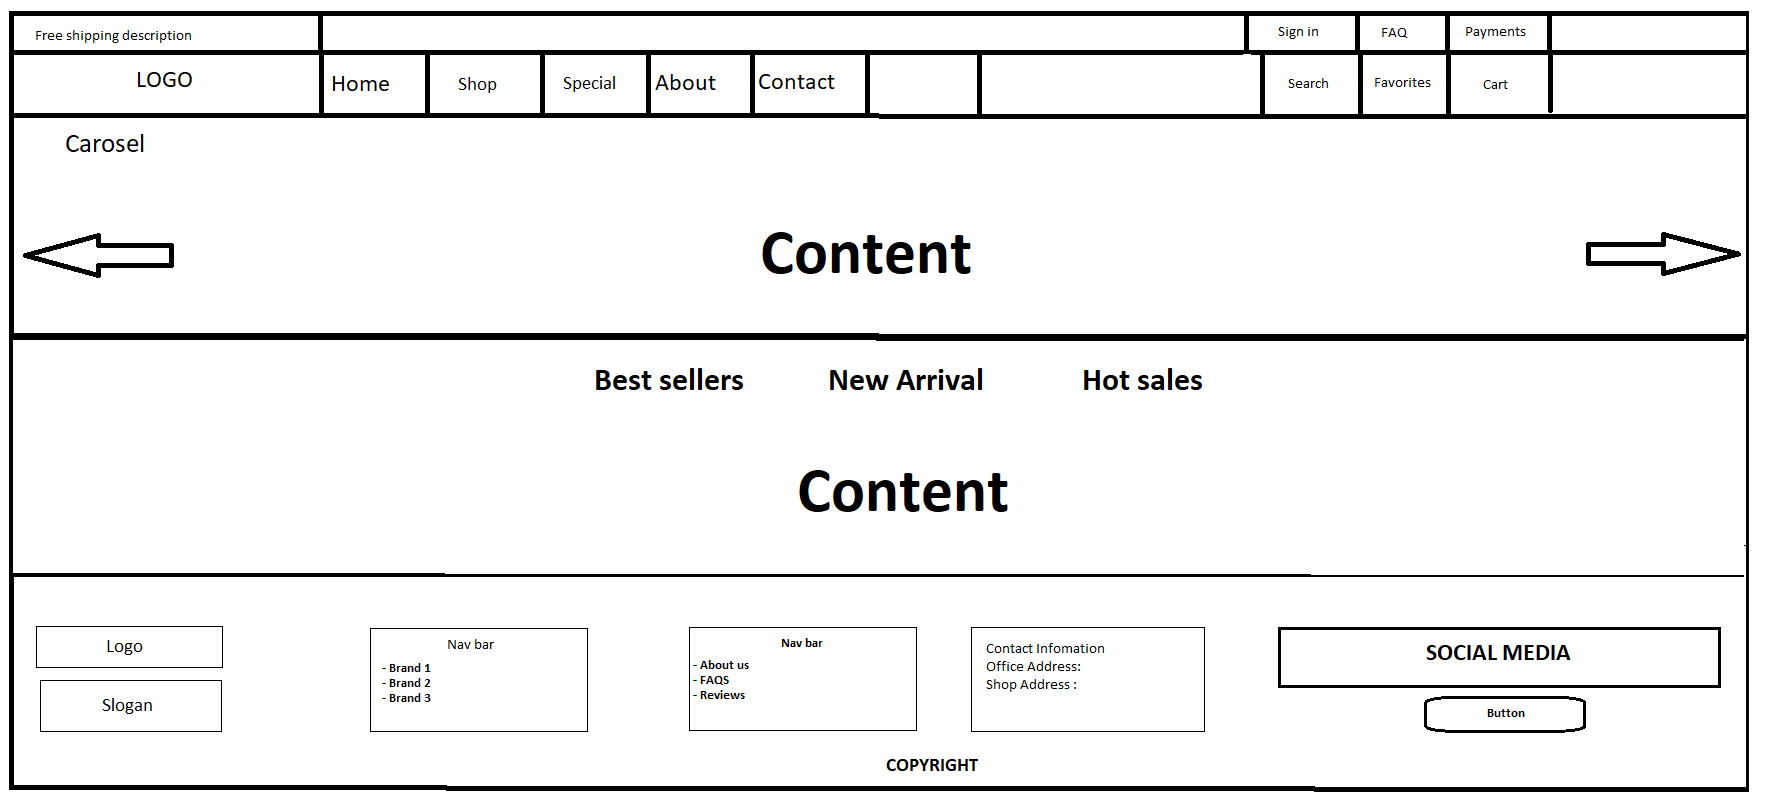 Free shipping description
Sign in
FAQ
Payments
LOGO
Home
Shop
Special
About
Contact
Search
Favorites
Cart
Carosel
Content
Best sellers
New Arrival
Hot sales
Content
Logo
Slogan
Nav bar
- Brand 1
- Brand 2
- Brand 3
Nav bar
- About us
- FAQS
- Reviews
Contact Infomation
Office Address:
Shop Address :
SOCIAL MEDIA
Button
COPYRIGHT